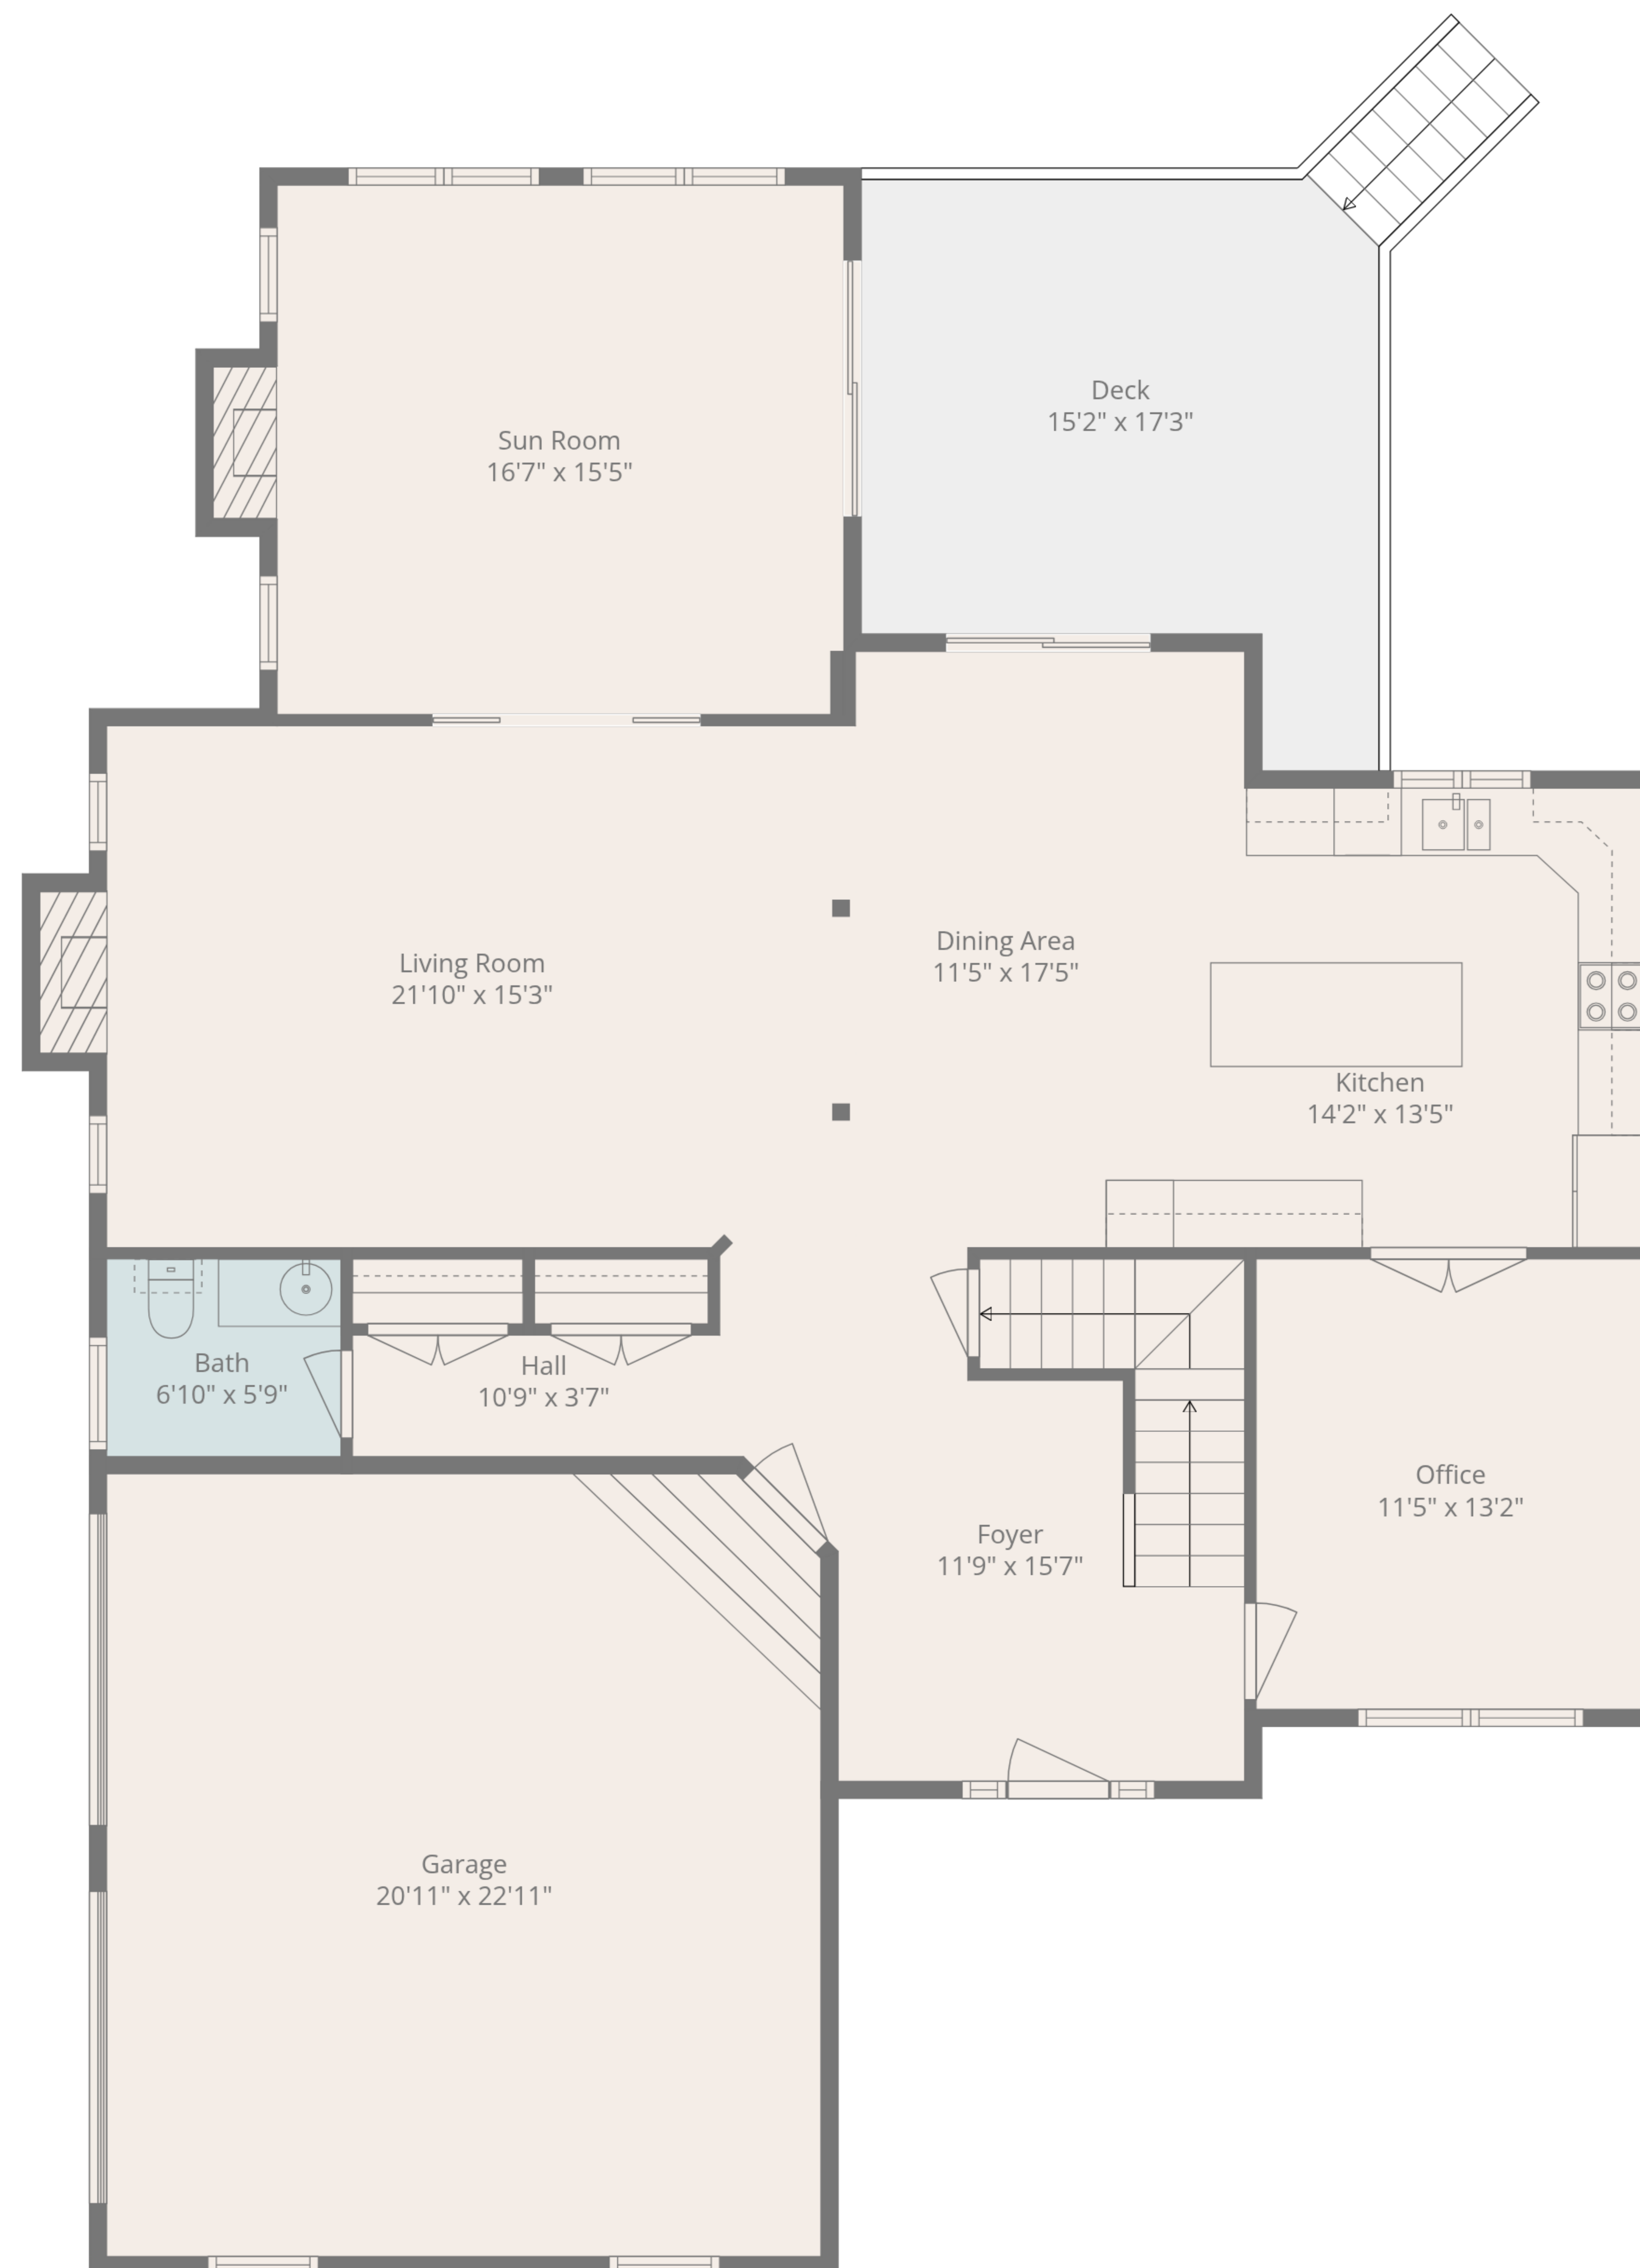 Deck
15'2" x 17'3"
Sun Room
16'7" x 15'5"
Living Room
21'10" x 15'3"
Dining Area
11'5" x 17'5"
Kitchen
14'2" x 13'5"
Bath
6'10" x 5'9"
Hall
10'9" x 3'7"
Office
11'5" x 13'2"
Foyer
11'9" x 15'7"
Garage
20'11" x 22'11"